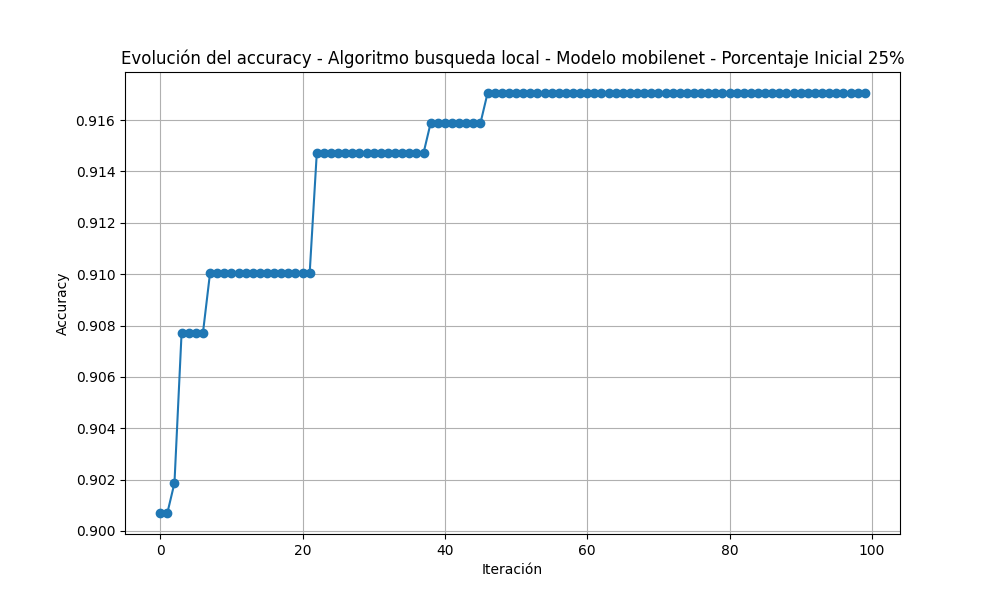 Evolución del accuracy - Algoritmo busqueda local - Modelo mobilenet - Porcentaje Inicial 25%
0.916
0.914
0.912
0.910
0.908
0.906
0.904
0.902
0.900
Accuracy
0 20 40 60 80 100
Iteración